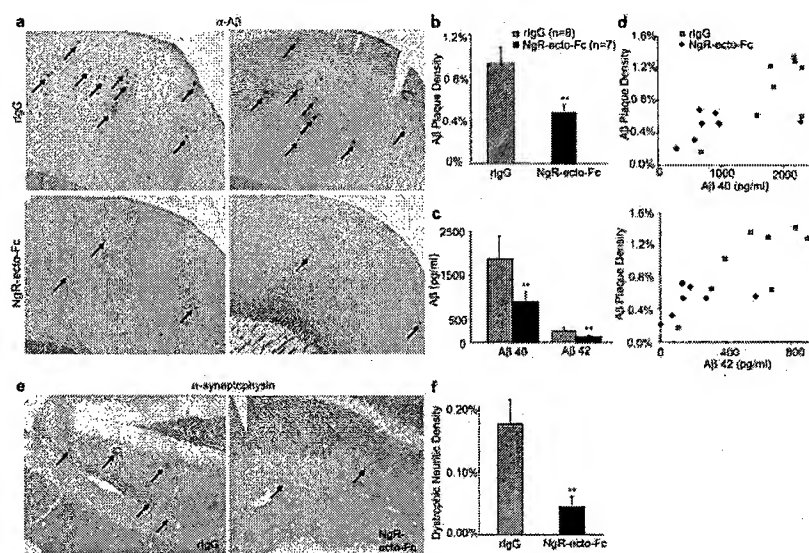 a
α-Aβ
rIgG
NgR-ecto-Fc
b
Aβ Plaque Density
1.2%
0.8%
0.4%
0%
rIgG (n=8)
NgR-ecto-Fc (n=7)
**
rIgG
NgR-ecto-Fc
c
Aβ (pg/ml)
2500
1500
500
0
**
**
Aβ 40
Aβ 42
d
rIgG
NgR-ecto-Fc
Aβ Plaque Density
1.6%
1.2%
0.8%
0.4%
0.0%
0
1000
2000
Aβ 40 (pg/ml)
Aβ Plaque Density
1.6%
1.2%
0.8%
0.4%
0.0%
0
400
800
Aβ 42 (pg/ml)
e
α-synaptophysin
rIgG
NgR-
ecto-Fc
f
Dystrophic Neuritic Density
0.20%
0.10%
0.00%
**
rIgG
NgR-ecto-Fc